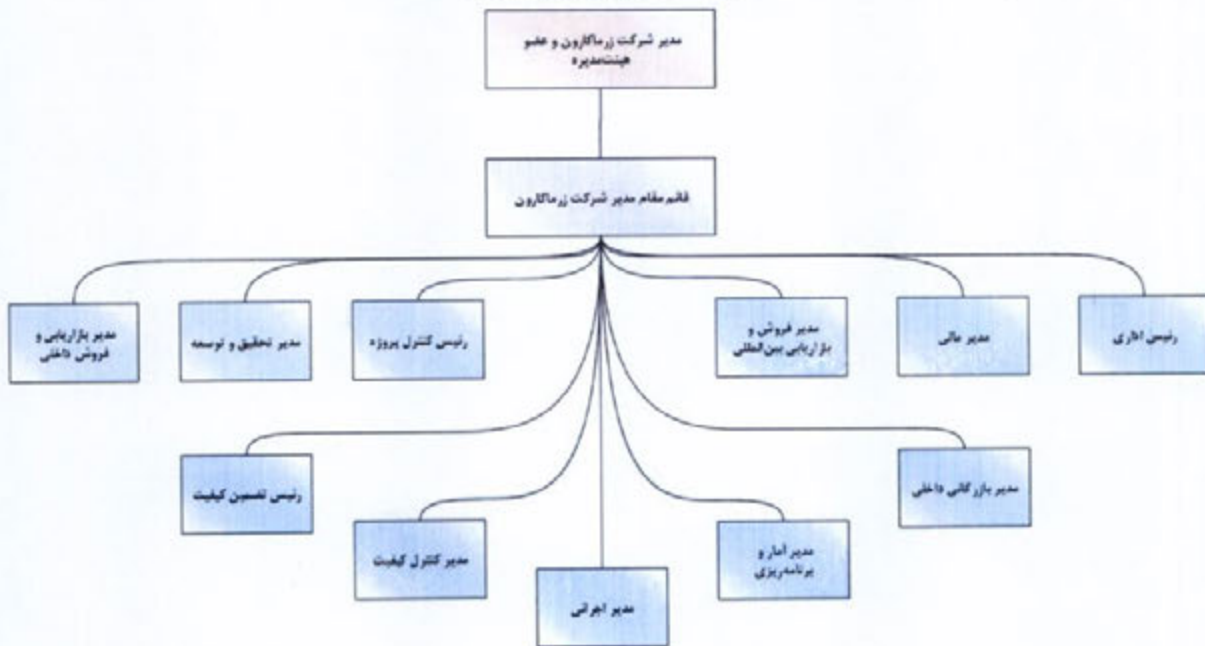 مدیر شرکت زرماکارون و عضو
هیئت‌مدیره
قائم مقام مدیر شرکت زرماکارون
رئیس اداری
مدیر مالی
مدیر فروش و
بازاریابی بین‌المللی
رئیس کنترل پروژه
مدیر تحقیق و توسعه
مدیر بازاریابی و
فروش داخلی
مدیر بازرگانی داخلی
رئیس تضمین کیفیت
مدیر آمار و
برنامه‌ریزی
مدیر کنترل کیفیت
مدیر اجرائی